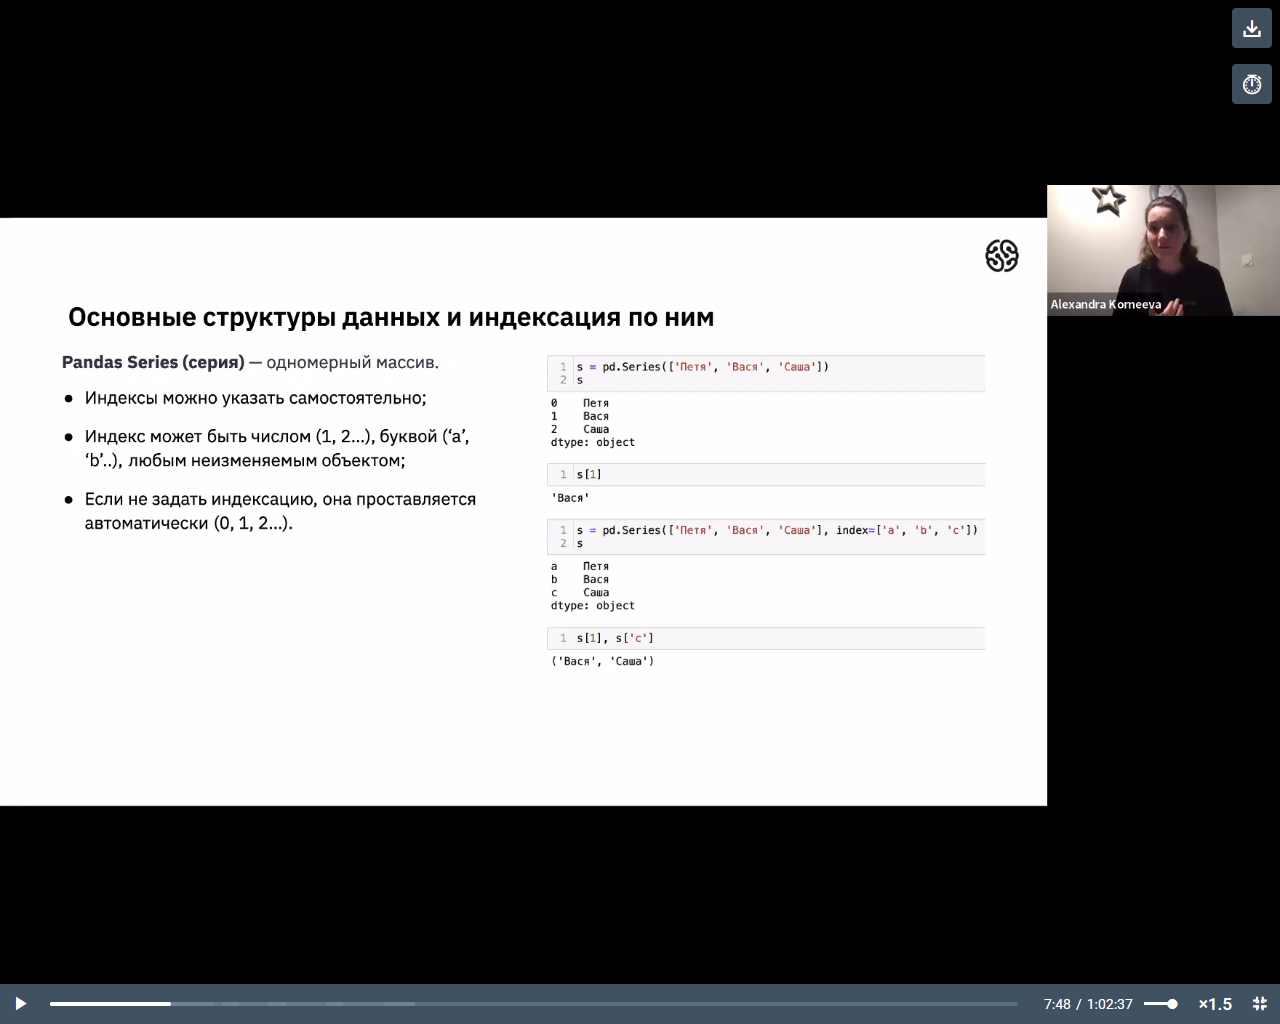 Основные структуры данных и индексация по ним
Pandas Series (серия) — одномерный массив.
● Индексы можно указать самостоятельно;
● Индекс может быть числом (1, 2...), буквой (‘a’,
‘b’..), любым неизменяемым объектом;
● Если не задать индексацию, она проставляется
автоматически (0, 1, 2...).
1 s = pd.Series(['Петя', 'Вася', 'Саша'])
2 s
0 Петя
1 Вася
2 Саша
dtype: object
1 s[1]
'Вася'
1 s = pd.Series(['Петя', 'Вася', 'Саша'], index=['a', 'b', 'c'])
2 s
a Петя
b Вася
c Саша
dtype: object
1 s[1], s['c']
('Вася', 'Саша')
Alexandra Korneeva
7:48 / 1:02:37
×1.5